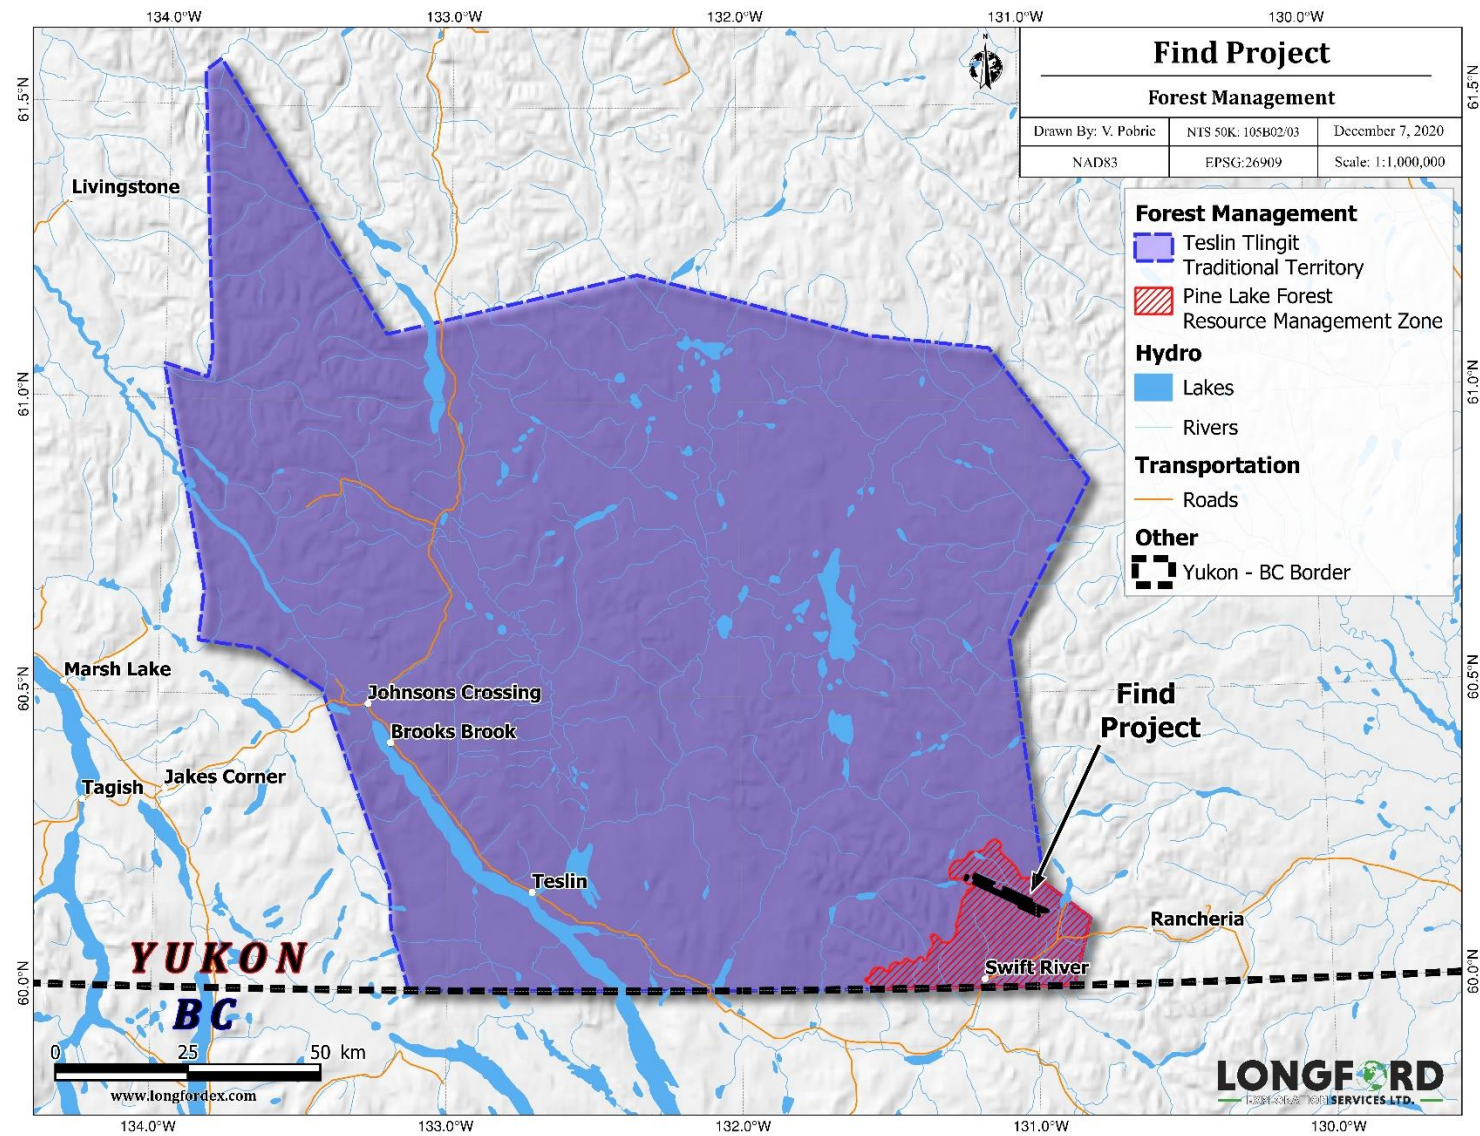 134.0°W 133.0°W 132.0°W 131.0°W 130.0°W
61.5°N
61.5°N
N
Find Project
Forest Management
Drawn By: V. Pobric NTS 50K: 105B02/03 December 7, 2020
NAD83 EPSG:26909 Scale: 1:1,000,000
Livingstone
Forest Management
Teslin Tlingit
Traditional Territory
Pine Lake Forest
Resource Management Zone
Hydro
Lakes
Rivers
Transportation
Roads
Other
Yukon - BC Border
61.0°N
61.0°N
60.5°N
60.5°N
Marsh Lake
Johnsons Crossing
Brooks Brook
Jakes Corner
Tagish
Find
Project
Teslin
Rancheria
Swift River
YUKON
BC
60.0°N
60.0°N
0 25 50 km
www.longfordex.com
LONGFORD
EXPLORATION SERVICES LTD.
134.0°W 133.0°W 132.0°W 131.0°W 130.0°W